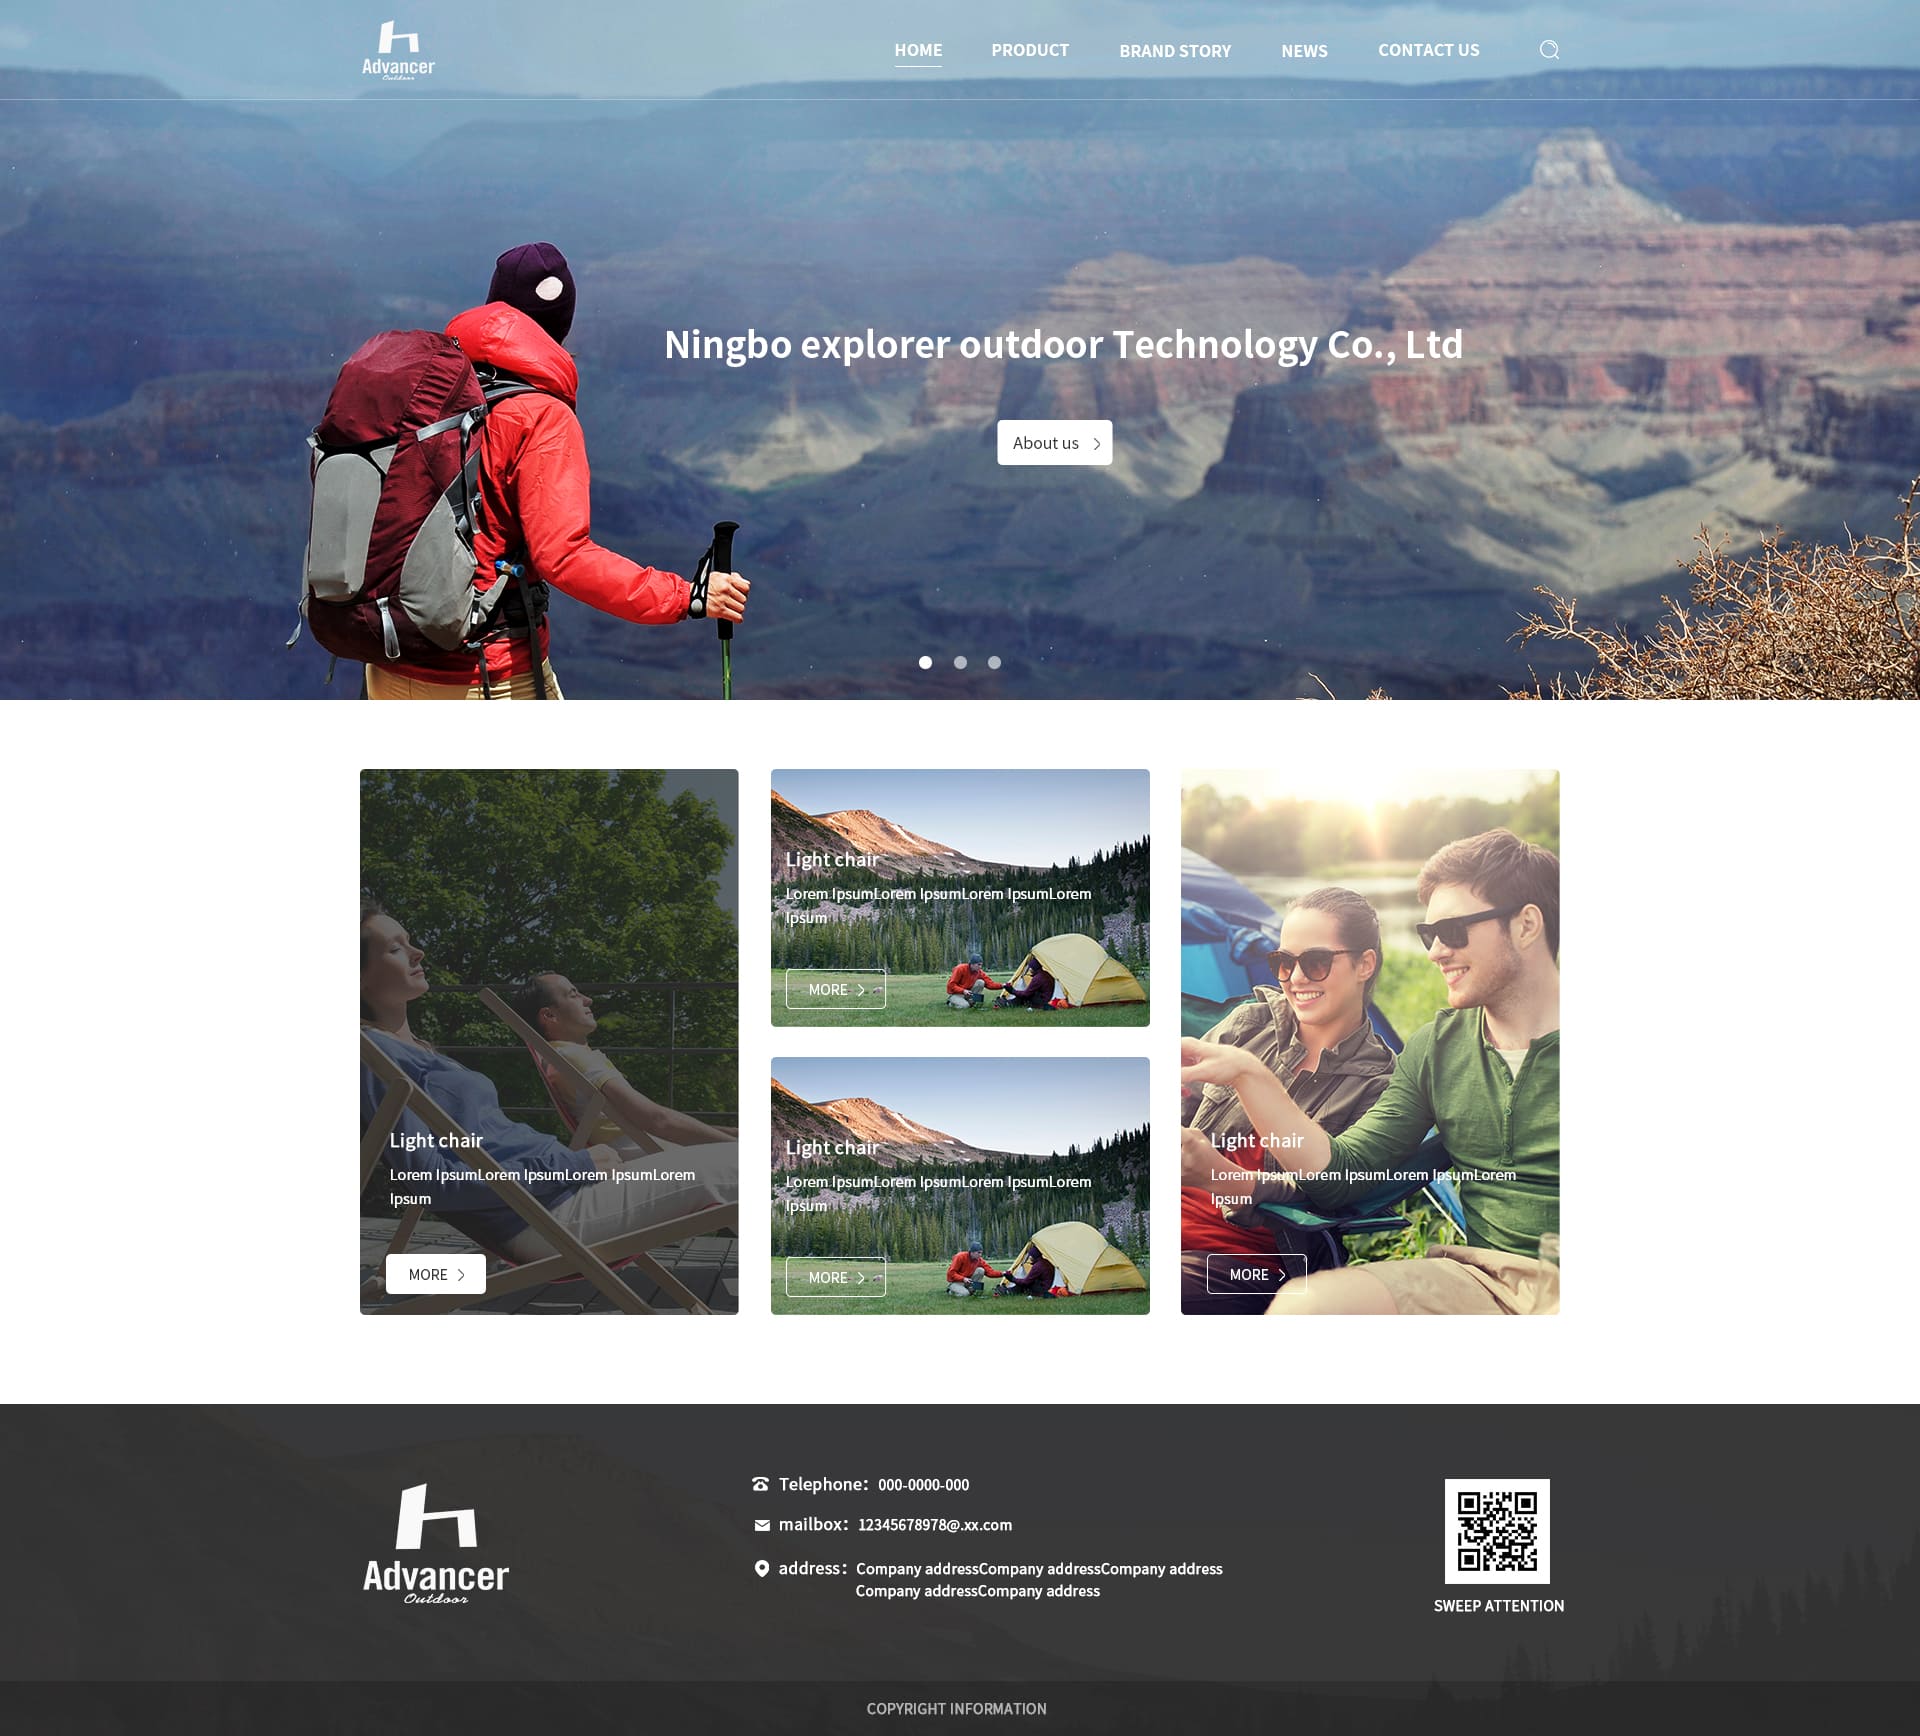 Advancer
Outdoor
HOME
PRODUCT
BRAND STORY
NEWS
CONTACT US
Ningbo explorer outdoor Technology Co., Ltd
About us
Light chair
Lorem IpsumLorem IpsumLorem IpsumLorem
Ipsum
MORE
Light chair
Lorem IpsumLorem IpsumLorem IpsumLorem
Ipsum
MORE
Light chair
Lorem IpsumLorem IpsumLorem IpsumLorem
Ipsum
MORE
Light chair
Lorem IpsumLorem IpsumLorem IpsumLorem
Ipsum
MORE
Advancer
Outdoor
Telephone：000-0000-000
mailbox：12345678978@.xx.com
address：Company addressCompany addressCompany address
Company addressCompany address
SWEEP ATTENTION
COPYRIGHT INFORMATION